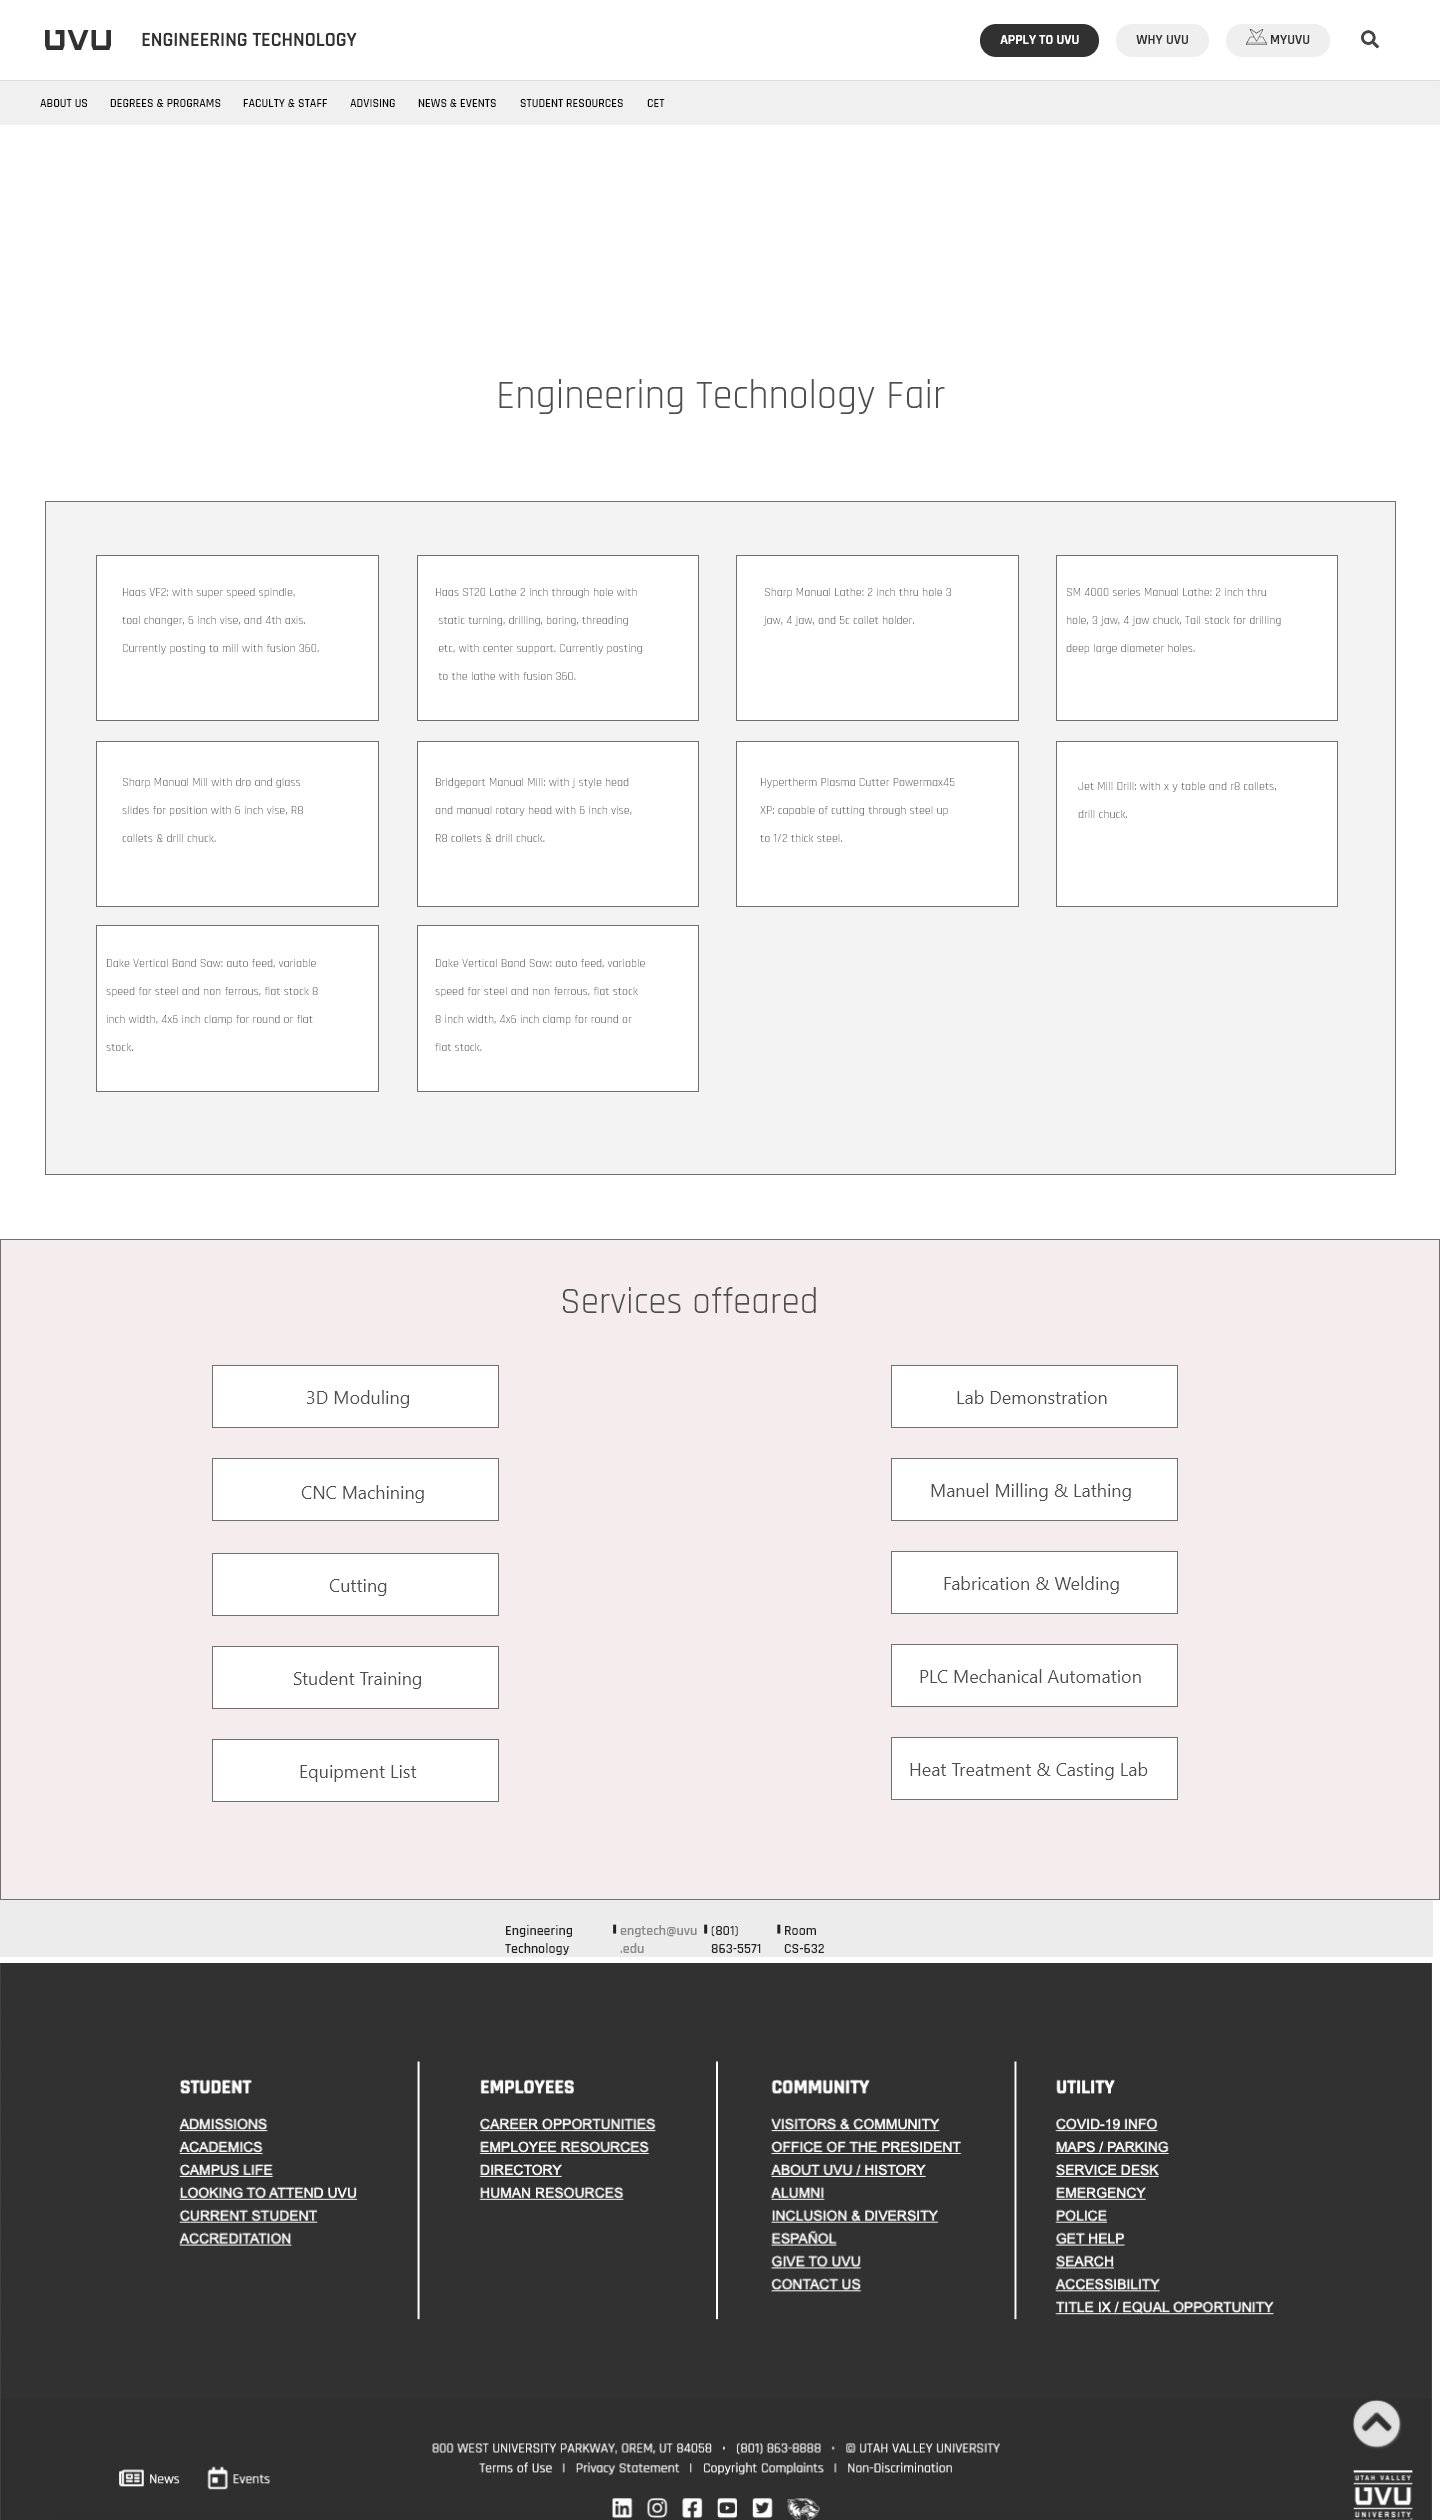 UVU ENGINEERING TECHNOLOGY
APPLY TO UVU
WHY UVU
MYUVU
ABOUT US DEGREES & PROGRAMS FACULTY & STAFF ADVISING NEWS & EVENTS STUDENT RESOURCES CET
Engineering Technology Fair
Haas VF2: with super speed spindle,
tool changer, 6 inch vise, and 4th axis.
Currently posting to mill with fusion 360.
Haas ST20 Lathe 2 inch through hole with
static turning, drilling, boring, threading
etc, with center support. Currently posting
to the lathe with fusion 360.
Sharp Manual Lathe: 2 inch thru hole 3
jaw, 4 jaw, and 5c collet holder.
SM 4000 series Manual Lathe: 2 inch thru
hole, 3 jaw, 4 jaw chuck, Tail stock for drilling
deep large diameter holes.
Sharp Manual Mill with dro and glass
slides for position with 6 inch vise, R8
collets & drill chuck.
Bridgeport Manual Mill: with j style head
and manual rotary head with 6 inch vise,
R8 collets & drill chuck.
Hypertherm Plasma Cutter Powermax45
XP: capable of cutting through steel up
to 1/2 thick steel.
Jet Mill Drill: with x y table and r8 collets,
drill chuck.
Dake Vertical Band Saw: auto feed, variable
speed for steel and non ferrous, flat stock 8
inch width, 4x6 inch clamp for round or flat
stock.
Dake Vertical Band Saw: auto feed, variable
speed for steel and non ferrous, flat stock
8 inch width, 4x6 inch clamp for round or
flat stock.
Services offeared
3D Moduling
CNC Machining
Cutting
Student Training
Equipment List
Lab Demonstration
Manuel Milling & Lathing
Fabrication & Welding
PLC Mechanical Automation
Heat Treatment & Casting Lab
Engineering
Technology
engtech@uvu
.edu
(801)
863-5571
Room
CS-632
STUDENT
ADMISSIONS
ACADEMICS
CAMPUS LIFE
LOOKING TO ATTEND UVU
CURRENT STUDENT
ACCREDITATION
EMPLOYEES
CAREER OPPORTUNITIES
EMPLOYEE RESOURCES
DIRECTORY
HUMAN RESOURCES
COMMUNITY
VISITORS & COMMUNITY
OFFICE OF THE PRESIDENT
ABOUT UVU / HISTORY
ALUMNI
INCLUSION & DIVERSITY
ESPAÑOL
GIVE TO UVU
CONTACT US
UTILITY
COVID-19 INFO
MAPS / PARKING
SERVICE DESK
EMERGENCY
POLICE
GET HELP
SEARCH
ACCESSIBILITY
TITLE IX / EQUAL OPPORTUNITY
800 WEST UNIVERSITY PARKWAY, OREM, UT 84058 • (801) 863-8888 • © UTAH VALLEY UNIVERSITY
Terms of Use | Privacy Statement | Copyright Complaints | Non-Discrimination
News
Events
UTAH VALLEY
UVU
UNIVERSITY